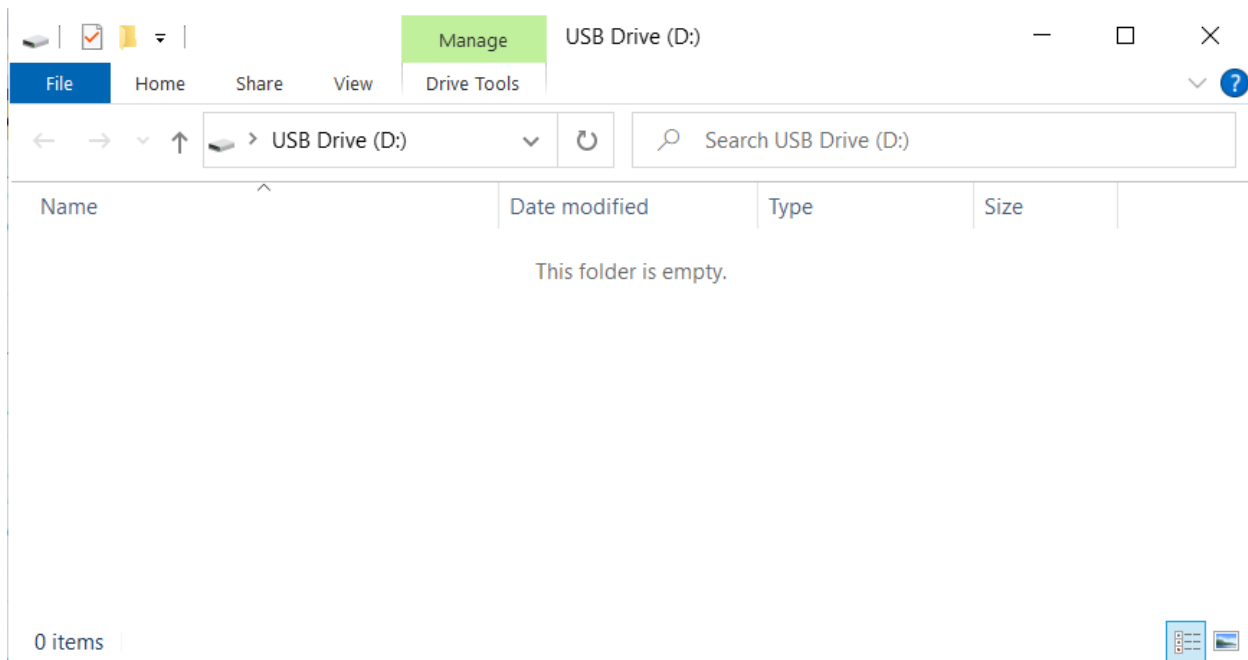 Manage USB Drive (D:)
File Home Share View Drive Tools ?
USB Drive (D:) Search USB Drive (D:)
Name Date modified Type Size
This folder is empty.
0 items